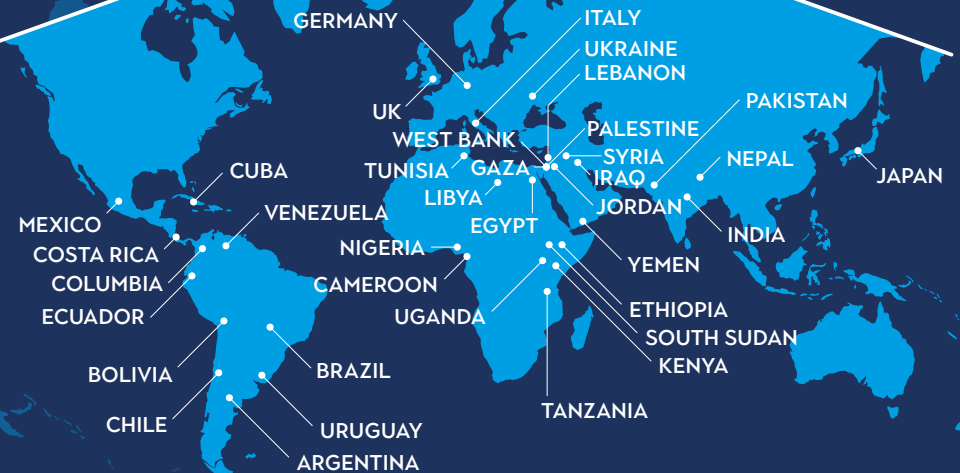 GERMANY
ITALY
UKRAINE
LEBANON
UK
PAKISTAN
WEST BANK
PALESTINE
TUNISIA
GAZA
SYRIA
NEPAL
CUBA
IRAQ
JAPAN
LIBYA
JORDAN
MEXICO
VENEZUELA
EGYPT
INDIA
COSTA RICA
NIGERIA
YEMEN
COLUMBIA
CAMEROON
ECUADOR
UGANDA
ETHIOPIA
SOUTH SUDAN
KENYA
BOLIVIA
BRAZIL
TANZANIA
CHILE
URUGUAY
ARGENTINA